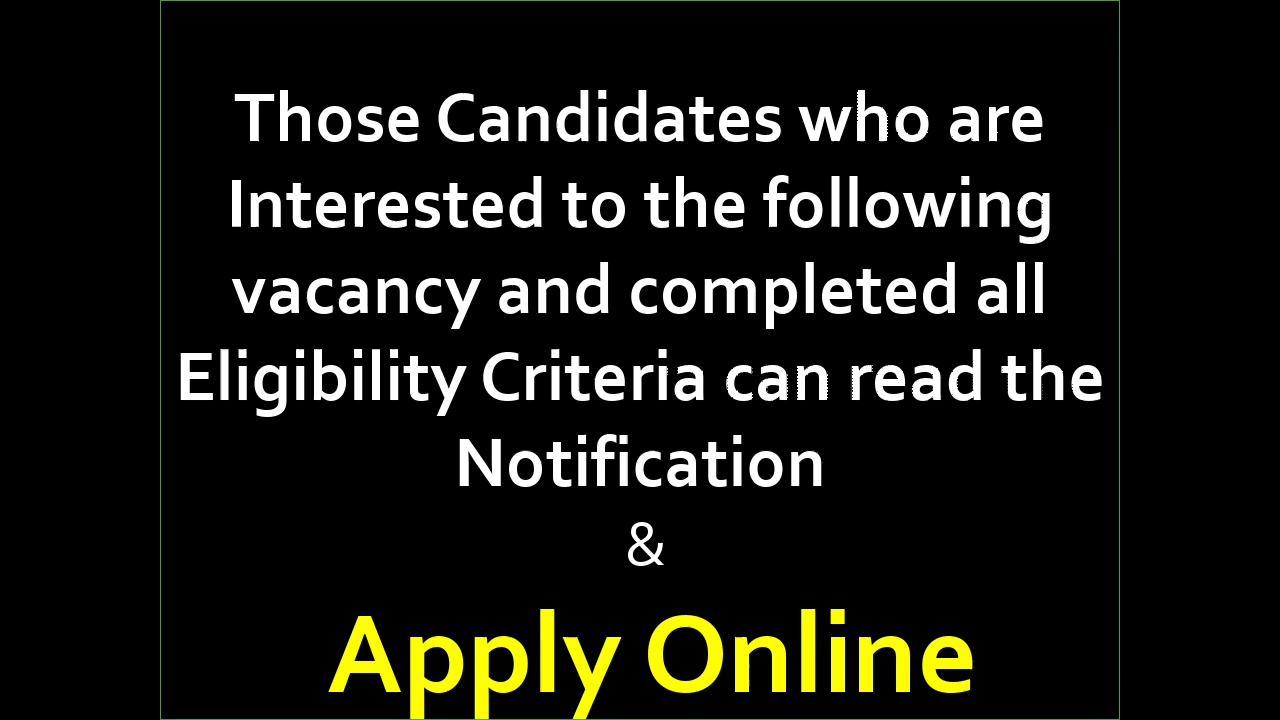 Those Candidates who are
Interested to the following
vacancy and completed all
Eligibility Criteria can read the
Notification
&
Apply Online